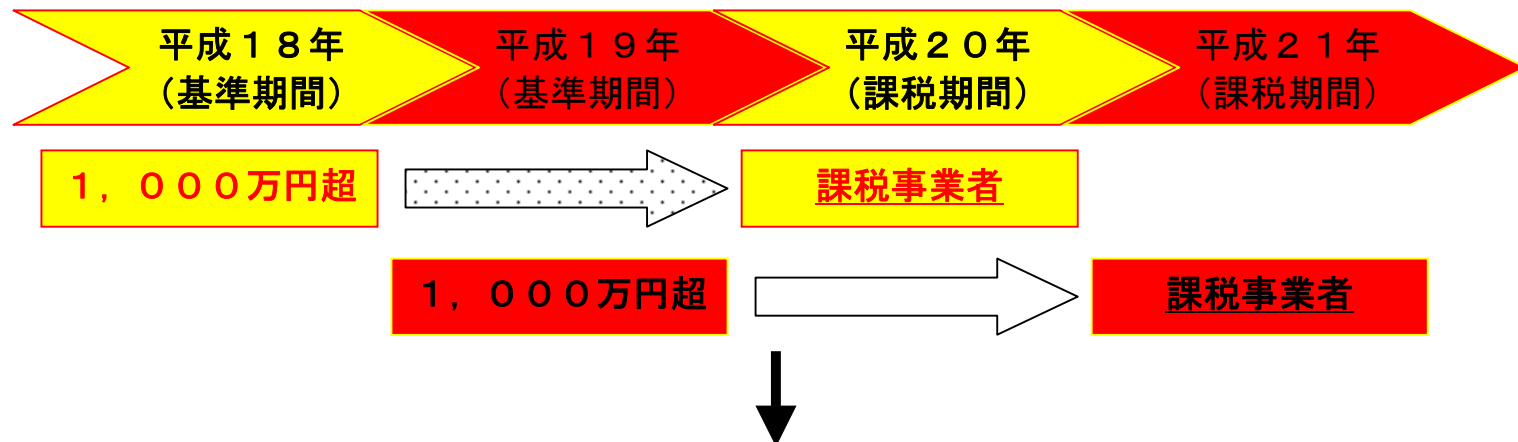 平成１８年
（基準期間）
平成１９年
（基準期間）
平成２０年
（課税期間）
平成２１年
（課税期間）
１，０００万円超
課税事業者
１，０００万円超
課税事業者